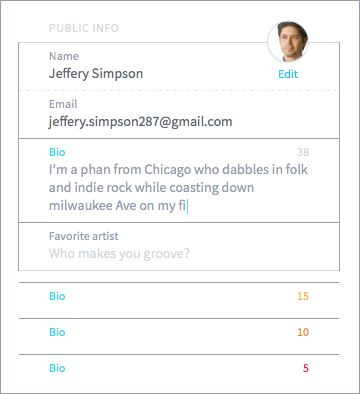 PUBLIC INFO
Name
Jeffery Simpson
Edit
Email
jeffery.simpson287@gmail.com
Bio 38
I'm a phan from Chicago who dabbles in folk
and indie rock while coasting down
milwaukee Ave on my fi
Favorite artist
Who makes you groove?
Bio 15
Bio 10
Bio 5